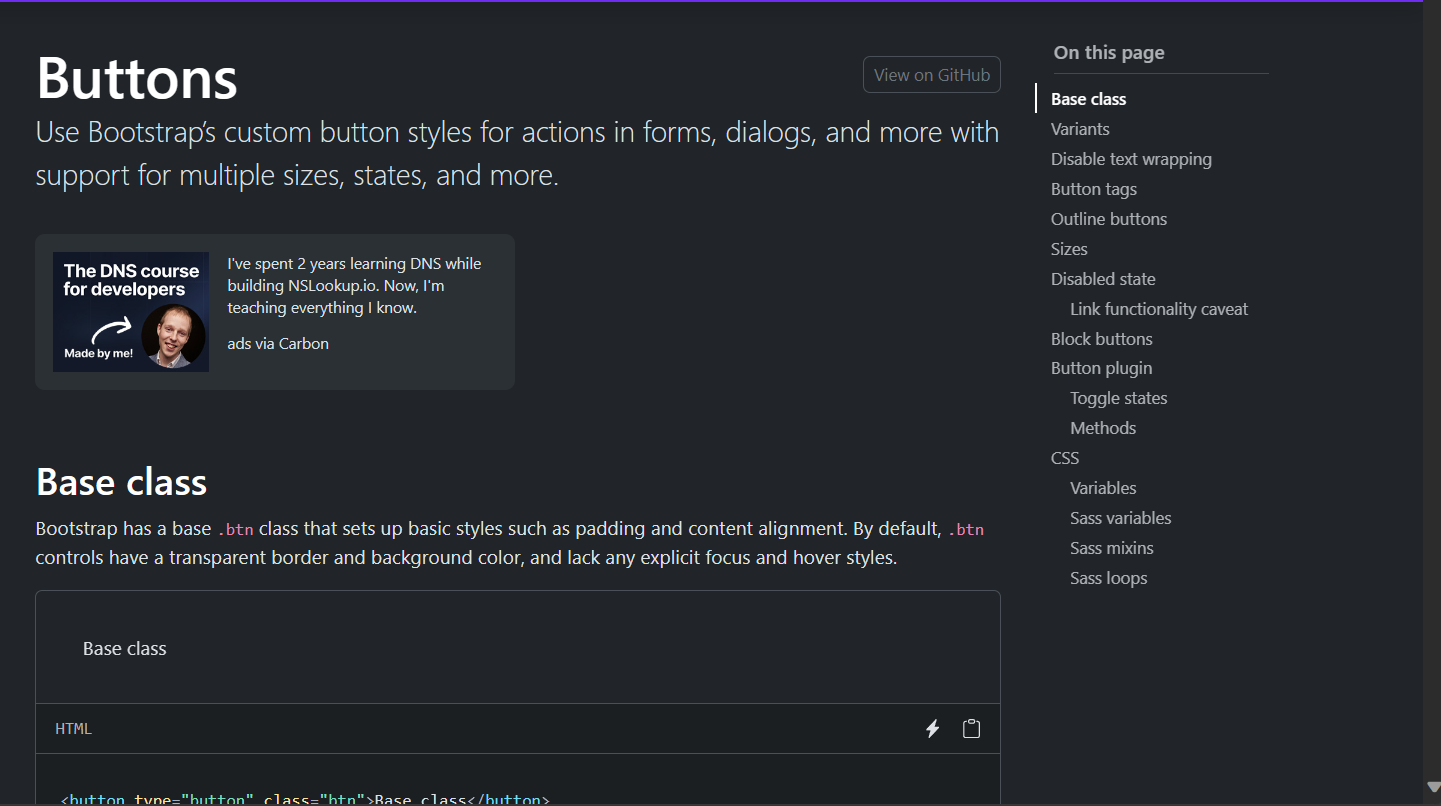 Buttons
View on GitHub
Use Bootstrap’s custom button styles for actions in forms, dialogs, and more with
support for multiple sizes, states, and more.
The DNS course
for developers
Made by me!
I've spent 2 years learning DNS while
building NSLookup.io. Now, I'm
teaching everything I know.
ads via Carbon
Base class
Bootstrap has a base .btn class that sets up basic styles such as padding and content alignment. By default, .btn
controls have a transparent border and background color, and lack any explicit focus and hover styles.
Base class
HTML
<button type="button" class="btn">Base class</button>
On this page
Base class
Variants
Disable text wrapping
Button tags
Outline buttons
Sizes
Disabled state
Link functionality caveat
Block buttons
Button plugin
Toggle states
Methods
CSS
Variables
Sass variables
Sass mixins
Sass loops